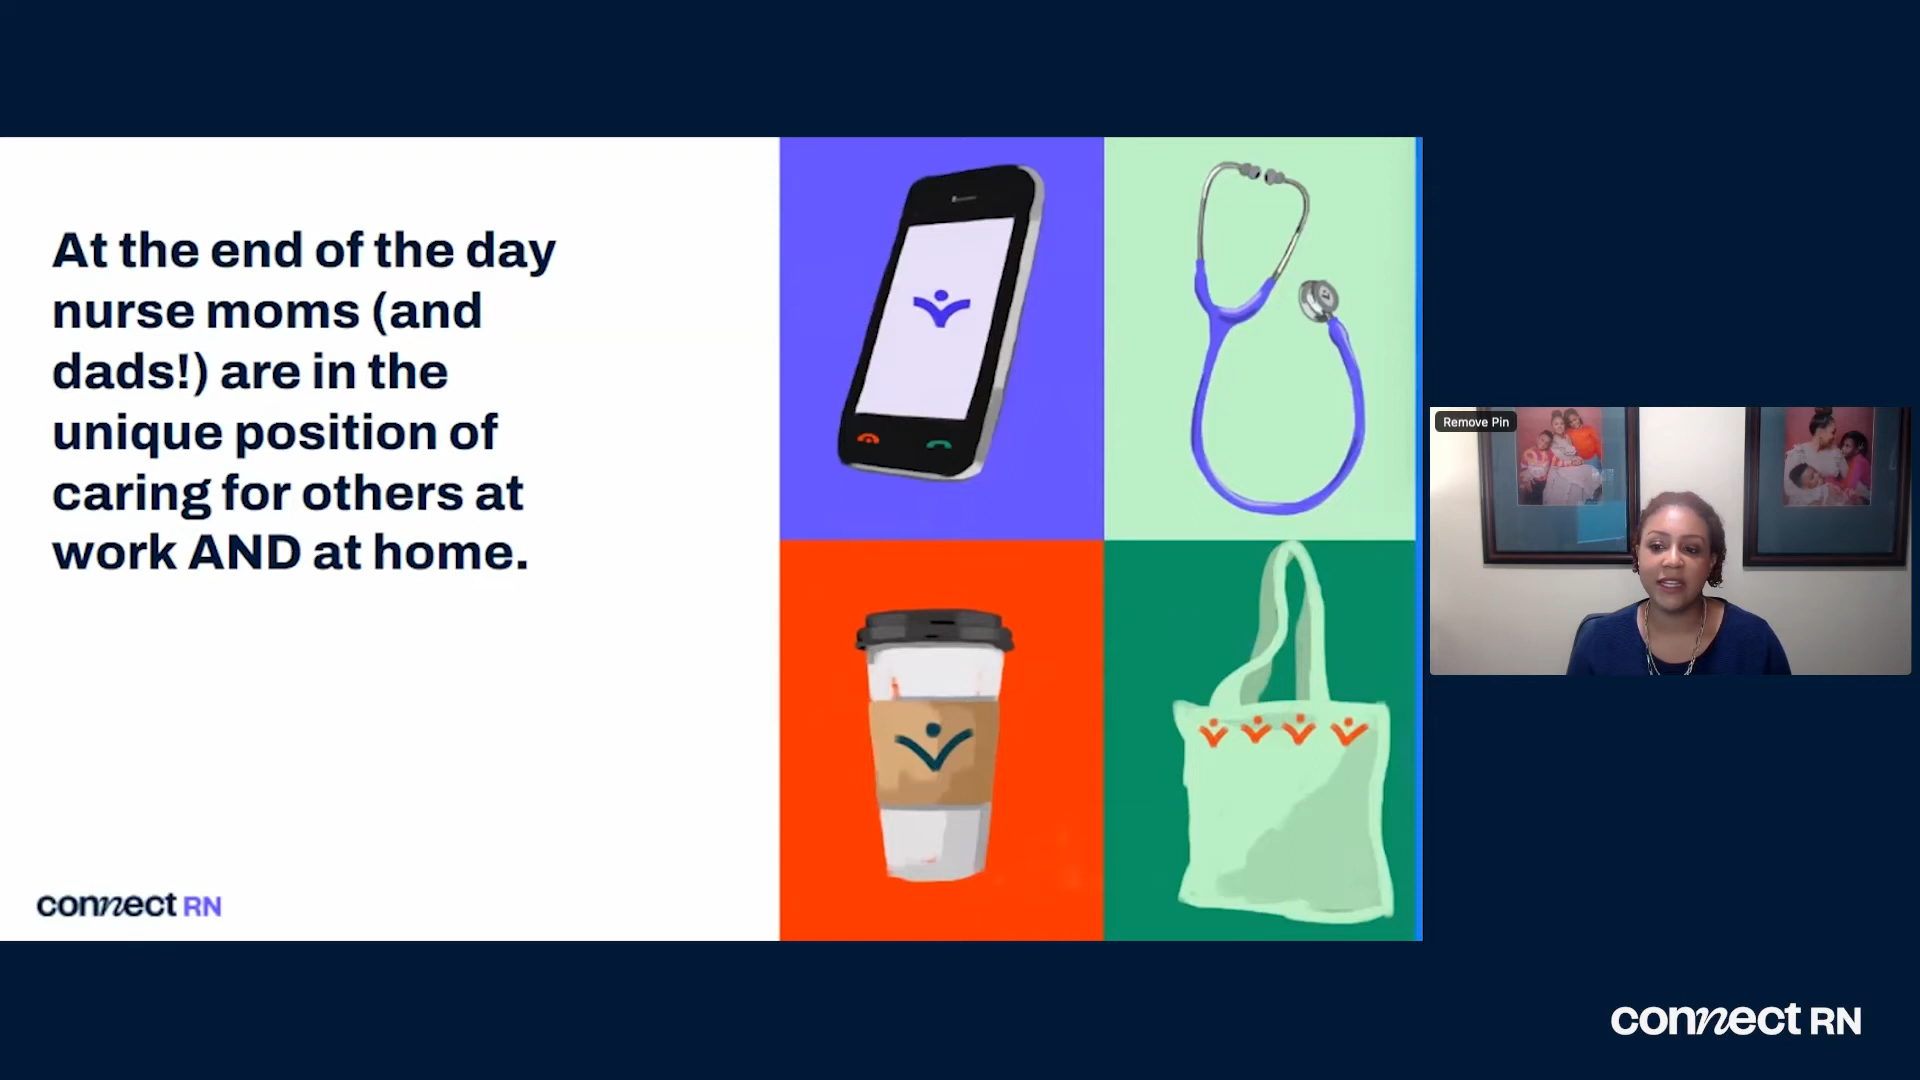 At the end of the day
nurse moms (and
dads!) are in the
unique position of
caring for others at
work AND at home.
connect RN
Remove Pin
connect RN